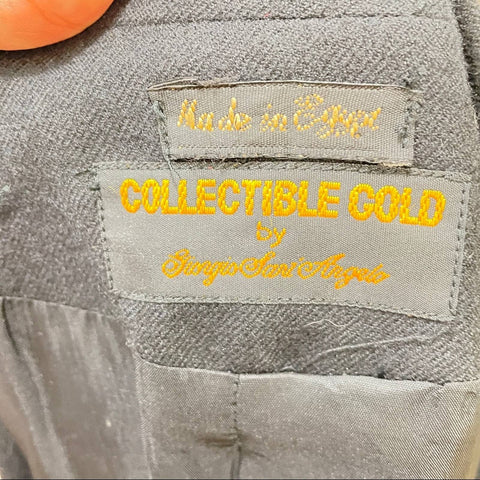 Made in Egypt
COLLECTIBLE GOLD
by
Giorgio Sant'Angelo